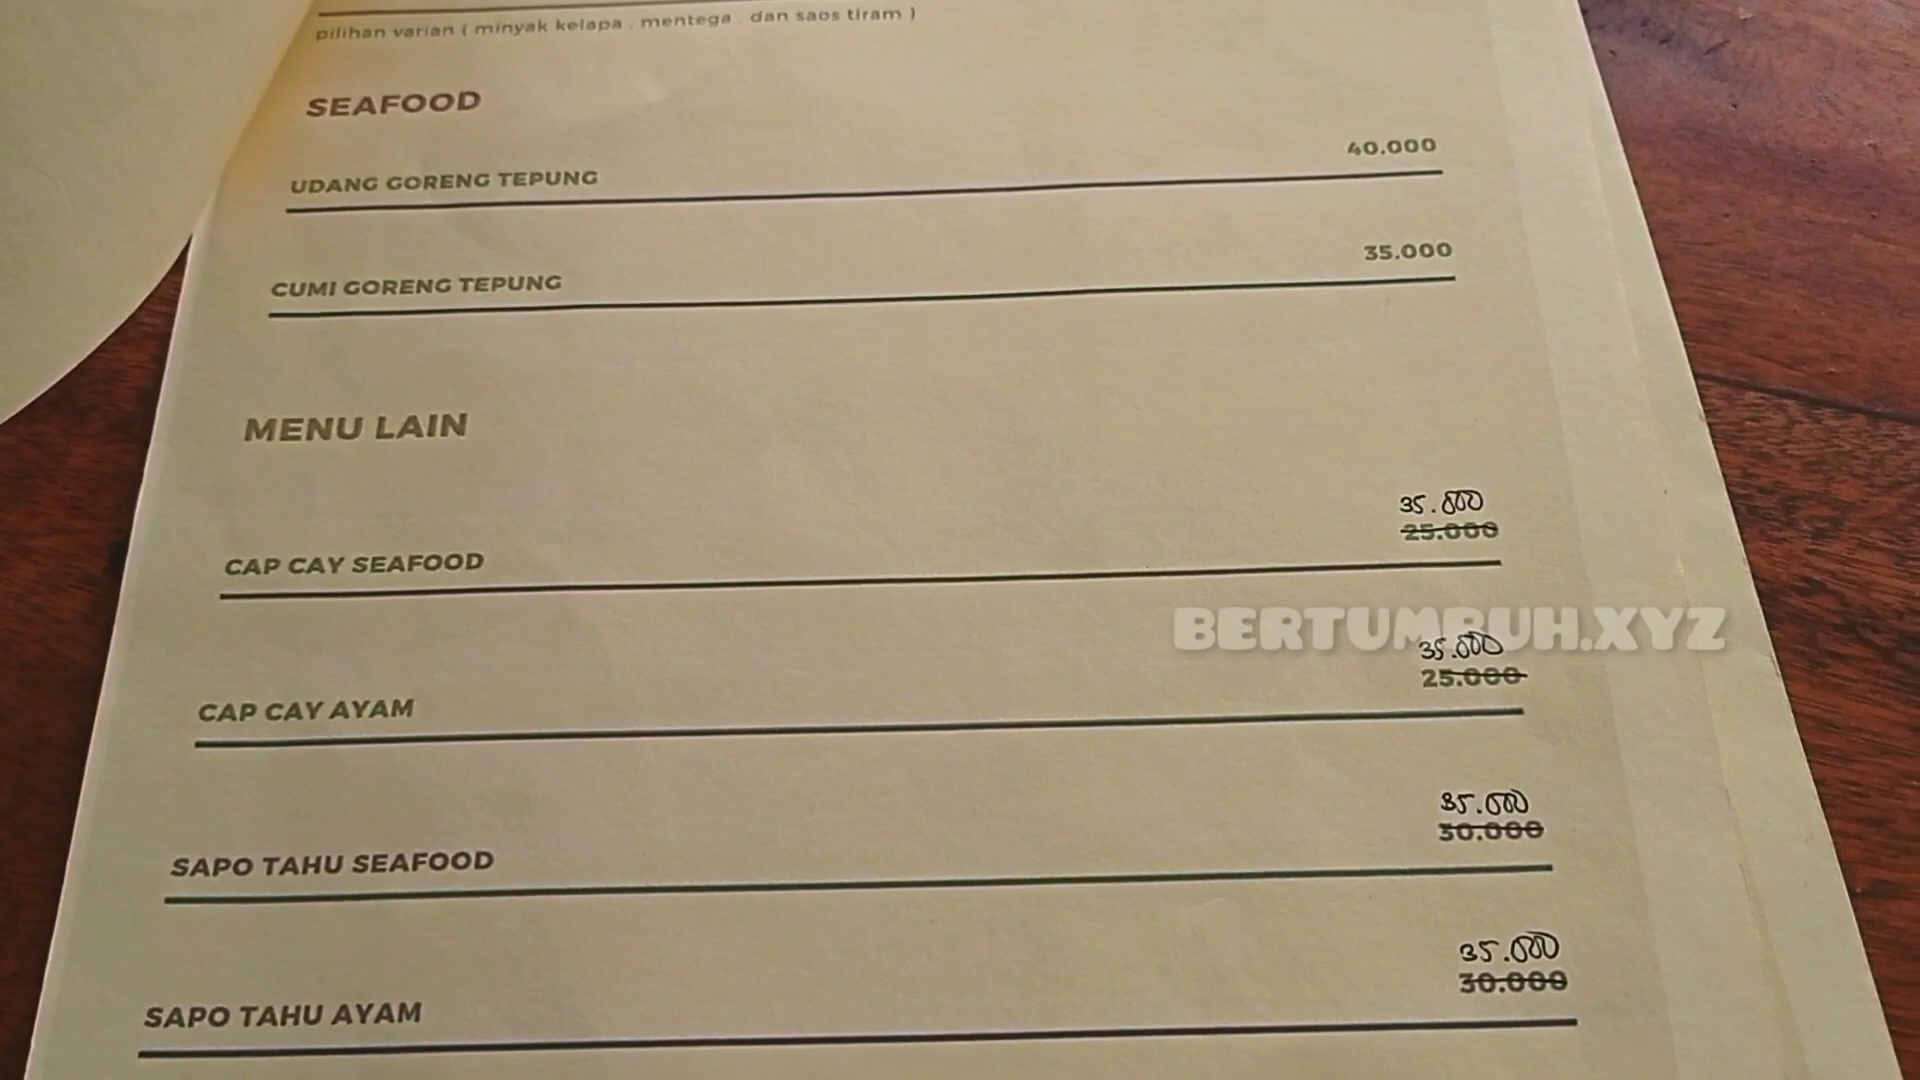 pilihan varian ( minyak kelapa , mentega , dan saos tiram )
SEAFOOD
UDANG GORENG TEPUNG 40.000
CUMI GORENG TEPUNG 35.000
MENU LAIN
35.000
CAP CAY SEAFOOD 25.000
BERTUMBUH.XYZ
35.000
CAP CAY AYAM 25.000
35.000
SAPO TAHU SEAFOOD 30.000
35.000
SAPO TAHU AYAM 30.000